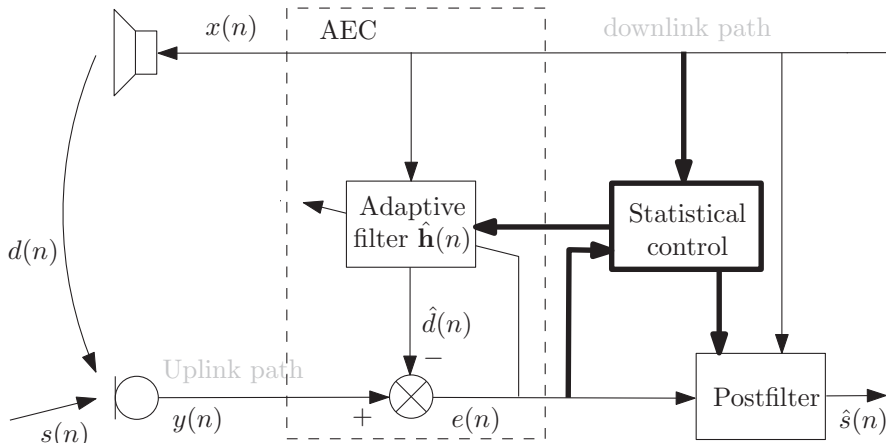 x(n)
AEC
downlink path
Adaptive
filter ĥ(n)
Statistical
control
d(n)
d̂(n)
−
Uplink path
Postfilter
+
s(n)
y(n)
e(n)
ŝ(n)